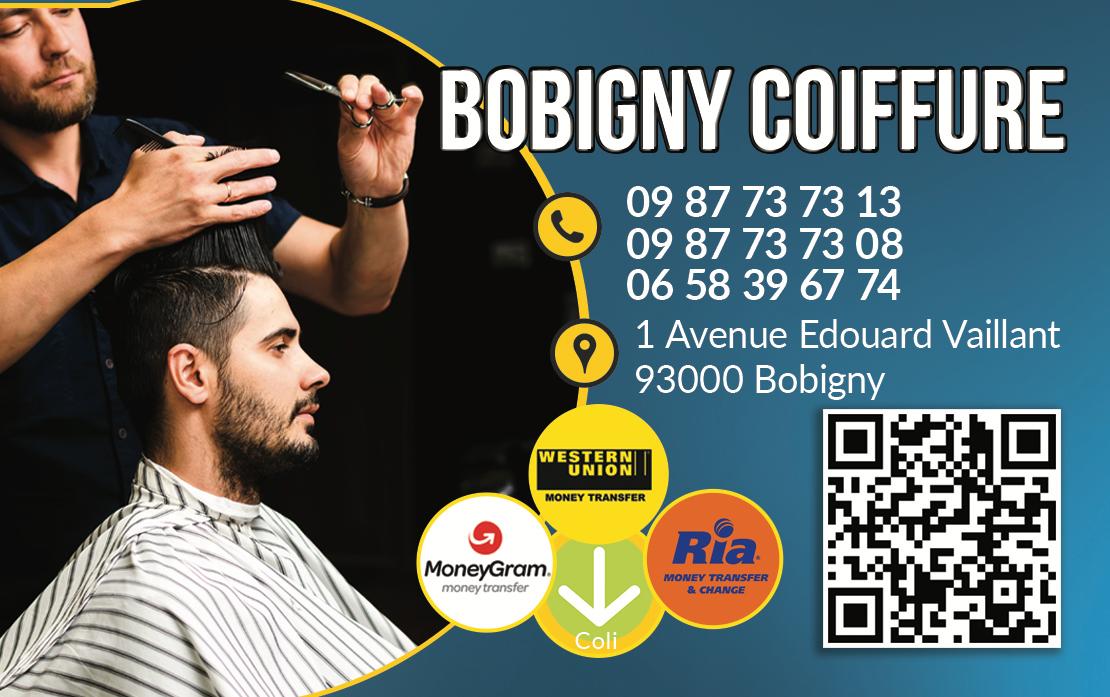 BOBIGNY COIFFURE
09 87 73 73 13
09 87 73 73 08
06 58 39 67 74
1 Avenue Edouard Vaillant
93000 Bobigny
WESTERN
UNION
MONEY TRANSFER
MoneyGram.
money transfer
Ria
MONEY TRANSFER
& CHANGE
Coli